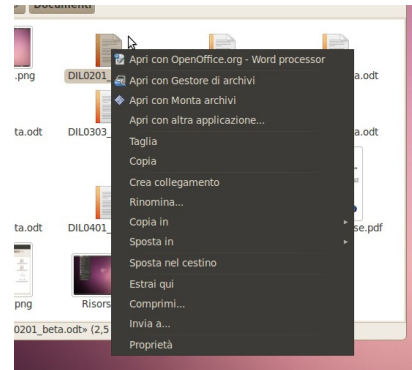 Documenti
.png
DIL0201_
a.odt
Apri con OpenOffice.org - Word processor
Apri con Gestore di archivi
Apri con Monta archivi
Apri con altra applicazione...
Taglia
Copia
Crea collegamento
Rinomina...
Copia in
Sposta in
Sposta nel cestino
Estrai qui
Comprimi...
Invia a...
Proprietà
ta.odt
DIL0303_
a.odt
ta.odt
DIL0401_
se.pdf
png
Risors
0201_beta.odt» (2,5